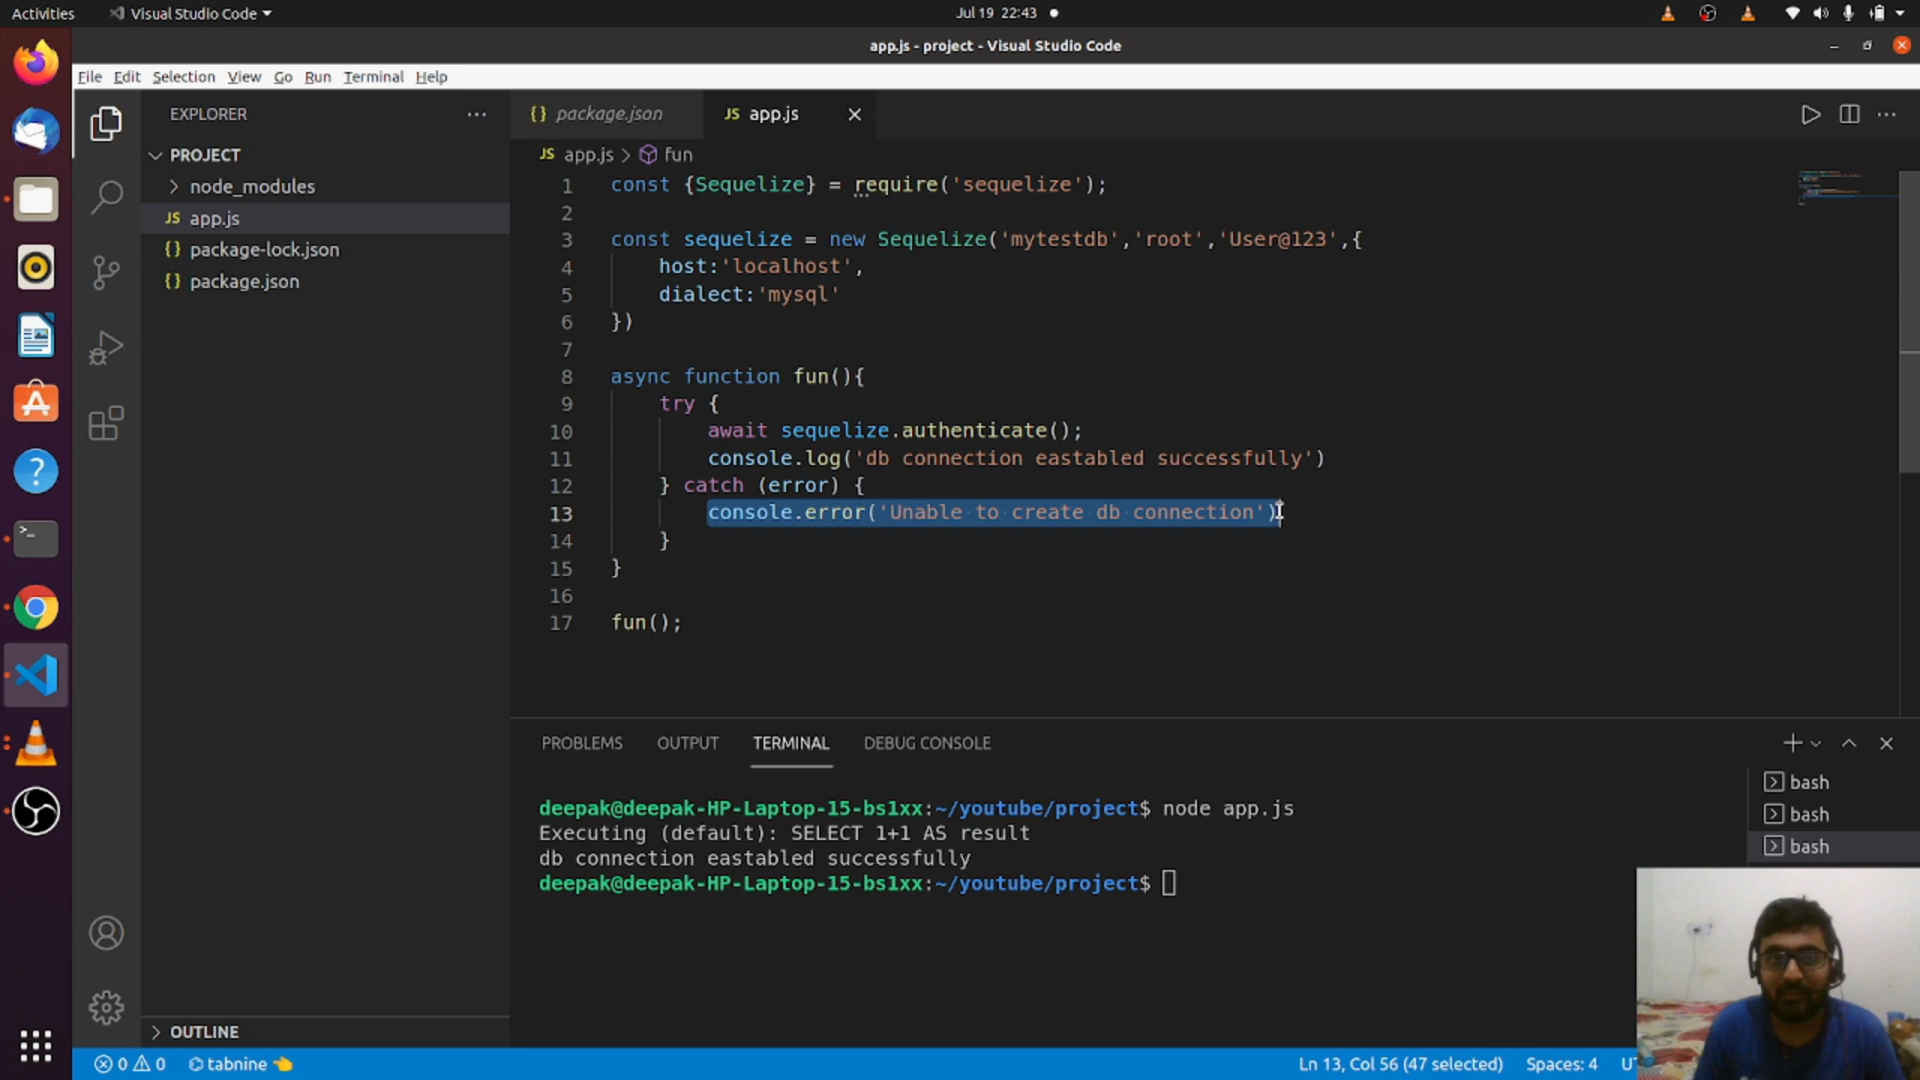 Activities
Visual Studio Code
Jul 19 22:43
app.js - project - Visual Studio Code
File Edit Selection View Go Run Terminal Help
EXPLORER
PROJECT
node_modules
JS app.js
{} package-lock.json
{} package.json
OUTLINE
{} package.json
JS app.js
JS app.js > fun
1 const {Sequelize} = require('sequelize');
2
3 const sequelize = new Sequelize('mytestdb','root','User@123',{
4 host:'localhost',
5 dialect:'mysql'
6 })
7
8 async function fun(){
9 try {
10 await sequelize.authenticate();
11 console.log('db connection eastabled successfully')
12 } catch (error) {
13 console.error('Unable to create db connection')
14 }
15 }
16
17 fun();
PROBLEMS OUTPUT TERMINAL DEBUG CONSOLE
deepak@deepak-HP-Laptop-15-bs1xx:~/youtube/project$ node app.js
Executing (default): SELECT 1+1 AS result
db connection eastabled successfully
deepak@deepak-HP-Laptop-15-bs1xx:~/youtube/project$
bash
bash
bash
0 0 tabnine
Ln 13, Col 56 (47 selected) Spaces: 4